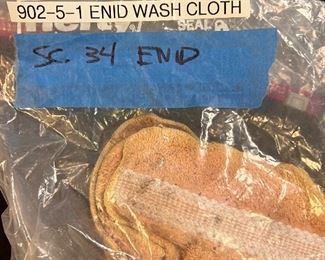 902-5-1 ENID WASH CLOTH
SEAL
SC. 34 ENID